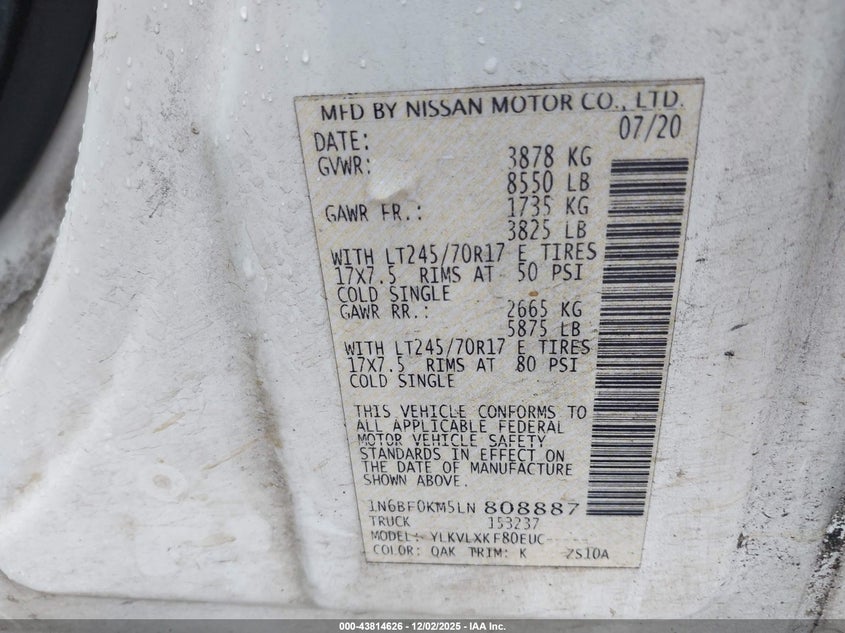 MFD BY NISSAN MOTOR CO., LTD.
DATE: 07/20
GVWR: 3878 KG
8550 LB
GAWR FR.: 1735 KG
3825 LB
WITH LT245/70R17 E TIRES
17X7.5 RIMS AT 50 PSI
COLD SINGLE
GAWR RR.: 2665 KG
5875 LB
WITH LT245/70R17 E TIRES
17X7.5 RIMS AT 80 PSI
COLD SINGLE
THIS VEHICLE CONFORMS TO
ALL APPLICABLE FEDERAL
MOTOR VEHICLE SAFETY
STANDARDS IN EFFECT ON
THE DATE OF MANUFACTURE
SHOWN ABOVE.
1N6BF0KM5LN 808887
TRUCK 153237
MODEL: YLKVLXKF80EUC-----
COLOR: QAK TRIM: K ZS10A
000-43814626 - 12/02/2025 - IAA Inc.